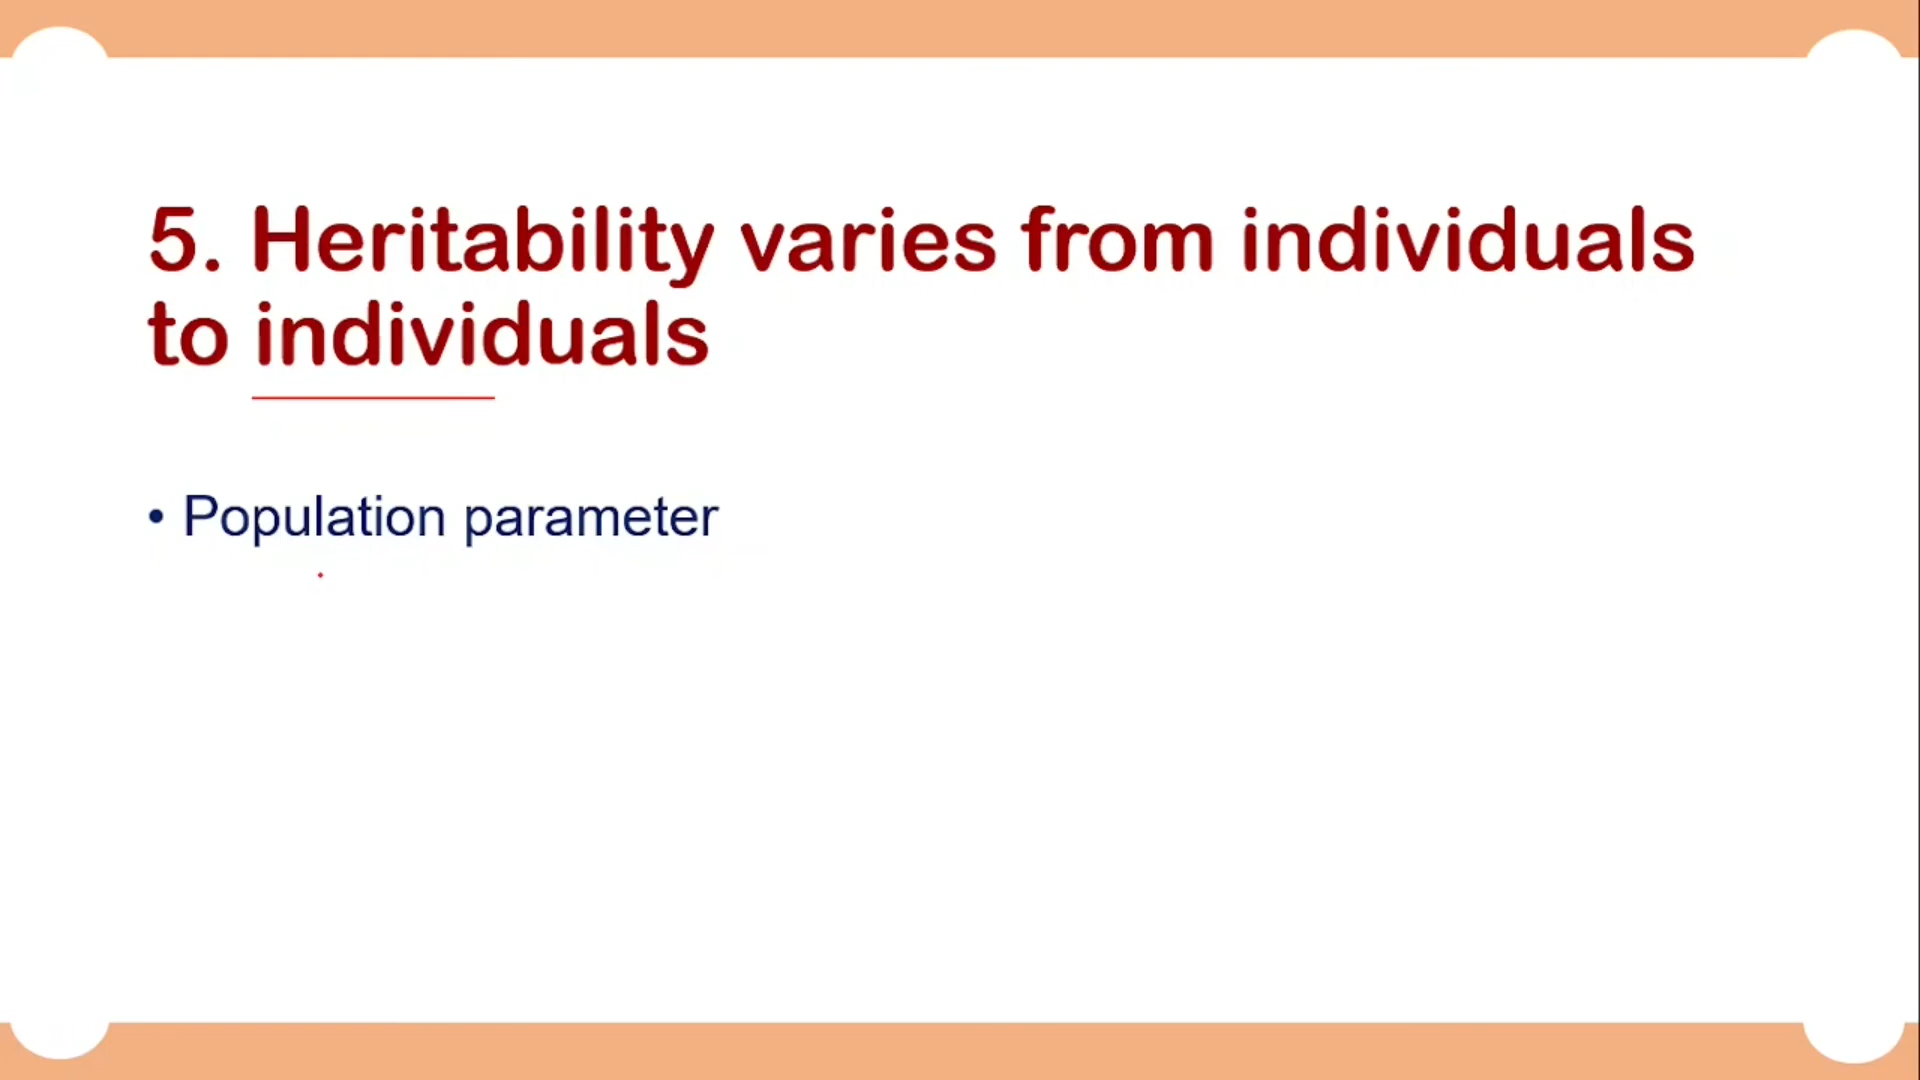 5. Heritability varies from individuals
to individuals
• Population parameter